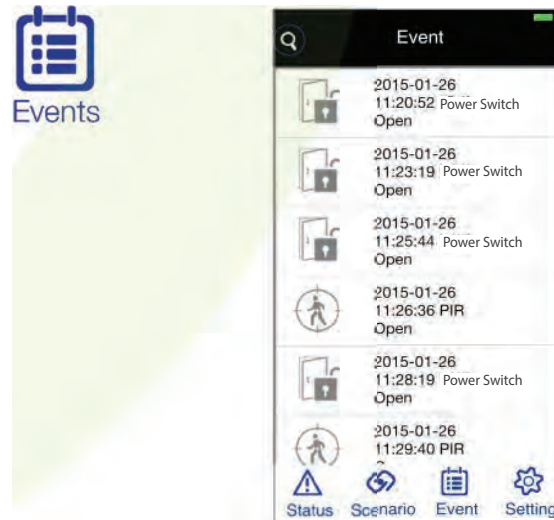 Events
Event
2015-01-26
11:20:52 Power Switch
Open
2015-01-26
11:23:19 Power Switch
Open
2015-01-26
11:25:44 Power Switch
Open
2015-01-26
11:26:36 PIR
Open
2015-01-26
11:28:19 Power Switch
Open
2015-01-26
11:29:40 PIR
Status Scenario Event Setting